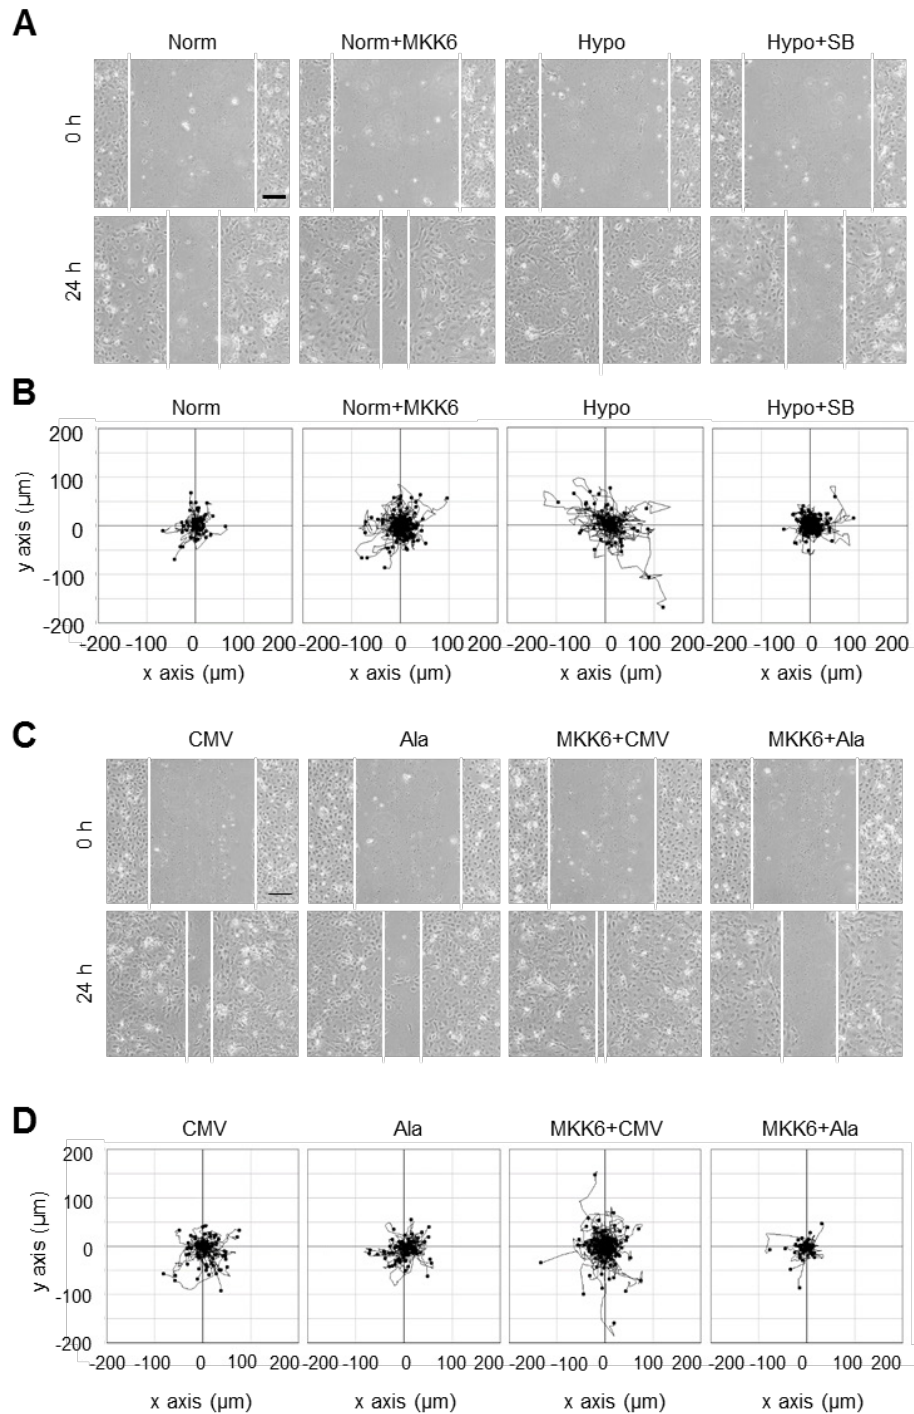 A
Norm Norm+MKK6 Hypo Hypo+SB
0 h
24 h
B
Norm Norm+MKK6 Hypo Hypo+SB
y axis (µm)
200
100
0
-100
-200
-200 -100 0 100 200 -200 -100 0 100 200 -200 -100 0 100 200 -200 -100 0 100 200
x axis (µm) x axis (µm) x axis (µm) x axis (µm)
C
CMV Ala MKK6+CMV MKK6+Ala
0 h
24 h
D
CMV Ala MKK6+CMV MKK6+Ala
y axis (µm)
200
100
0
-100
-200
-200 -100 0 100 200 -200 -100 0 100 200 -200 -100 0 100 200 -200 -100 0 100 200
x axis (µm) x axis (µm) x axis (µm) x axis (µm)